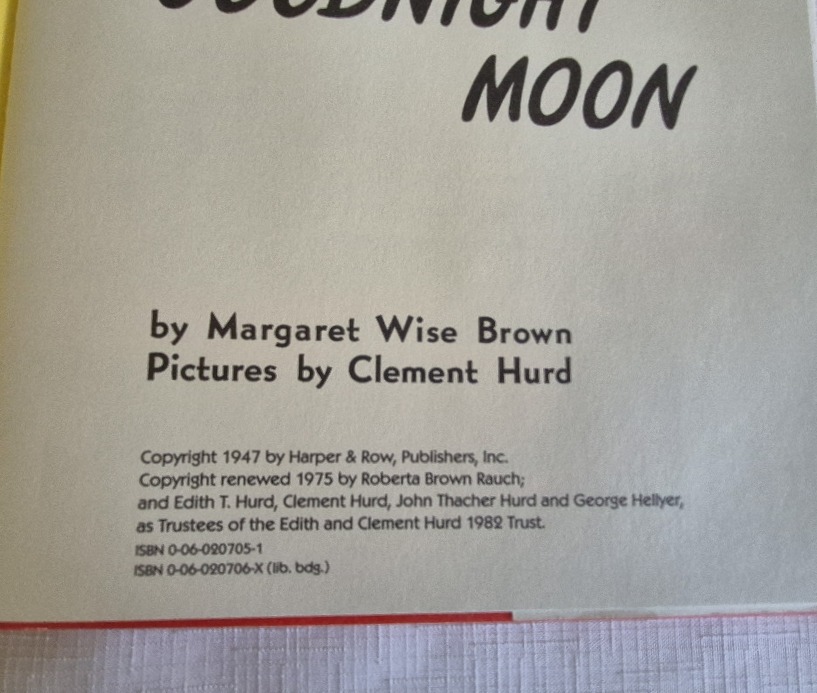 GOODNIGHT
MOON
by Margaret Wise Brown
Pictures by Clement Hurd
Copyright 1947 by Harper & Row, Publishers, Inc.
Copyright renewed 1975 by Roberta Brown Rauch;
and Edith T. Hurd, Clement Hurd, John Thacher Hurd and George Hellyer,
as Trustees of the Edith and Clement Hurd 1982 Trust.
ISBN 0-06-020705-1
ISBN 0-06-020706-X (lib. bdg.)